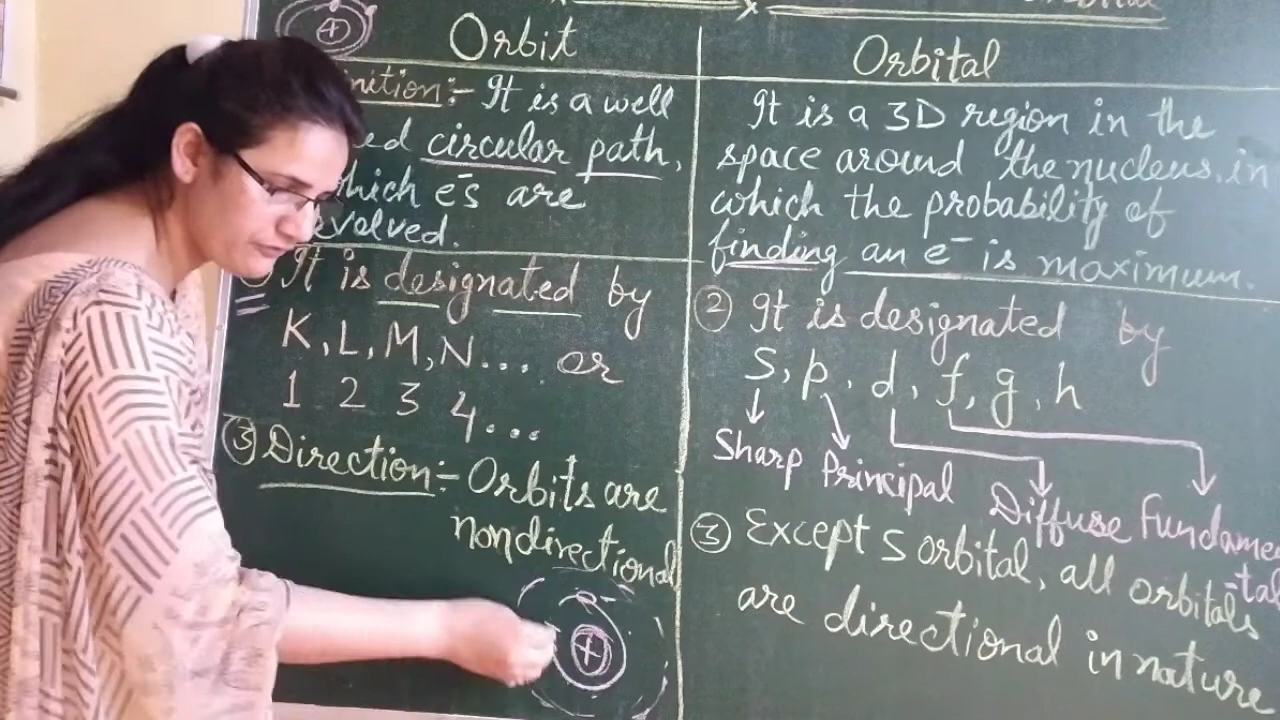 Orbit
nition:- It is a well
ed circular path,
which e⁻s are
evolved.
It is designated by
K, L, M, N... or
1 2 3 4...
③ Direction:- Orbits are
nondirectional
+
Orbital
It is a 3D region in the
space around the nucleus, in
which the probability of
finding an e⁻ is maximum.
② It is designated by
S, p, d, f, g, h
Sharp Principal Diffuse Fundamen
tal
③ Except S orbital, all orbitals
are directional in nature